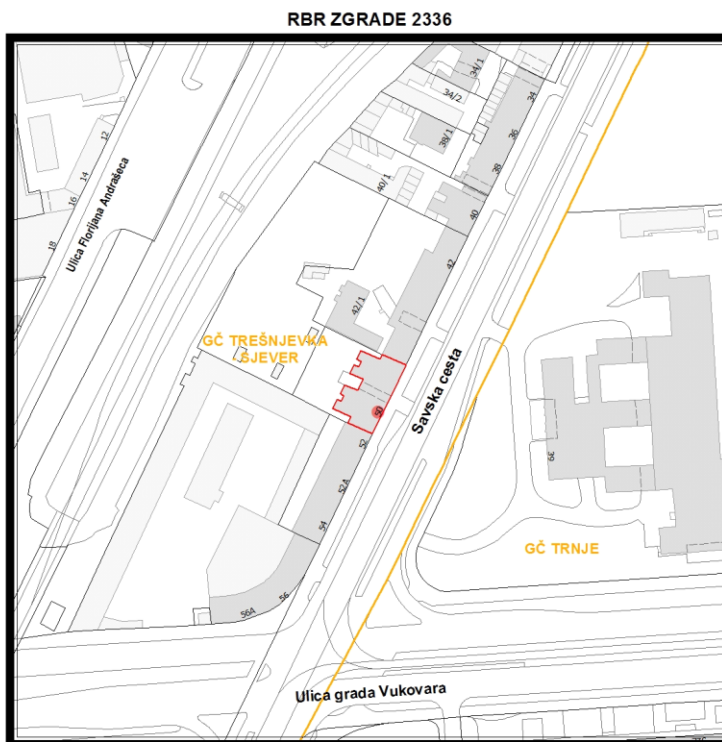 RBR ZGRADE 2336
34/1
34/2
34
12
38/1
36
38
14
40/1
16
40
Ulica Florijana Andrašeca
18
42
42/1
GČ TREŠNJEVKA
SJEVER
Savska cesta
50
52
39
52A
54
GČ TRNJE
56
56A
Ulica grada Vukovara